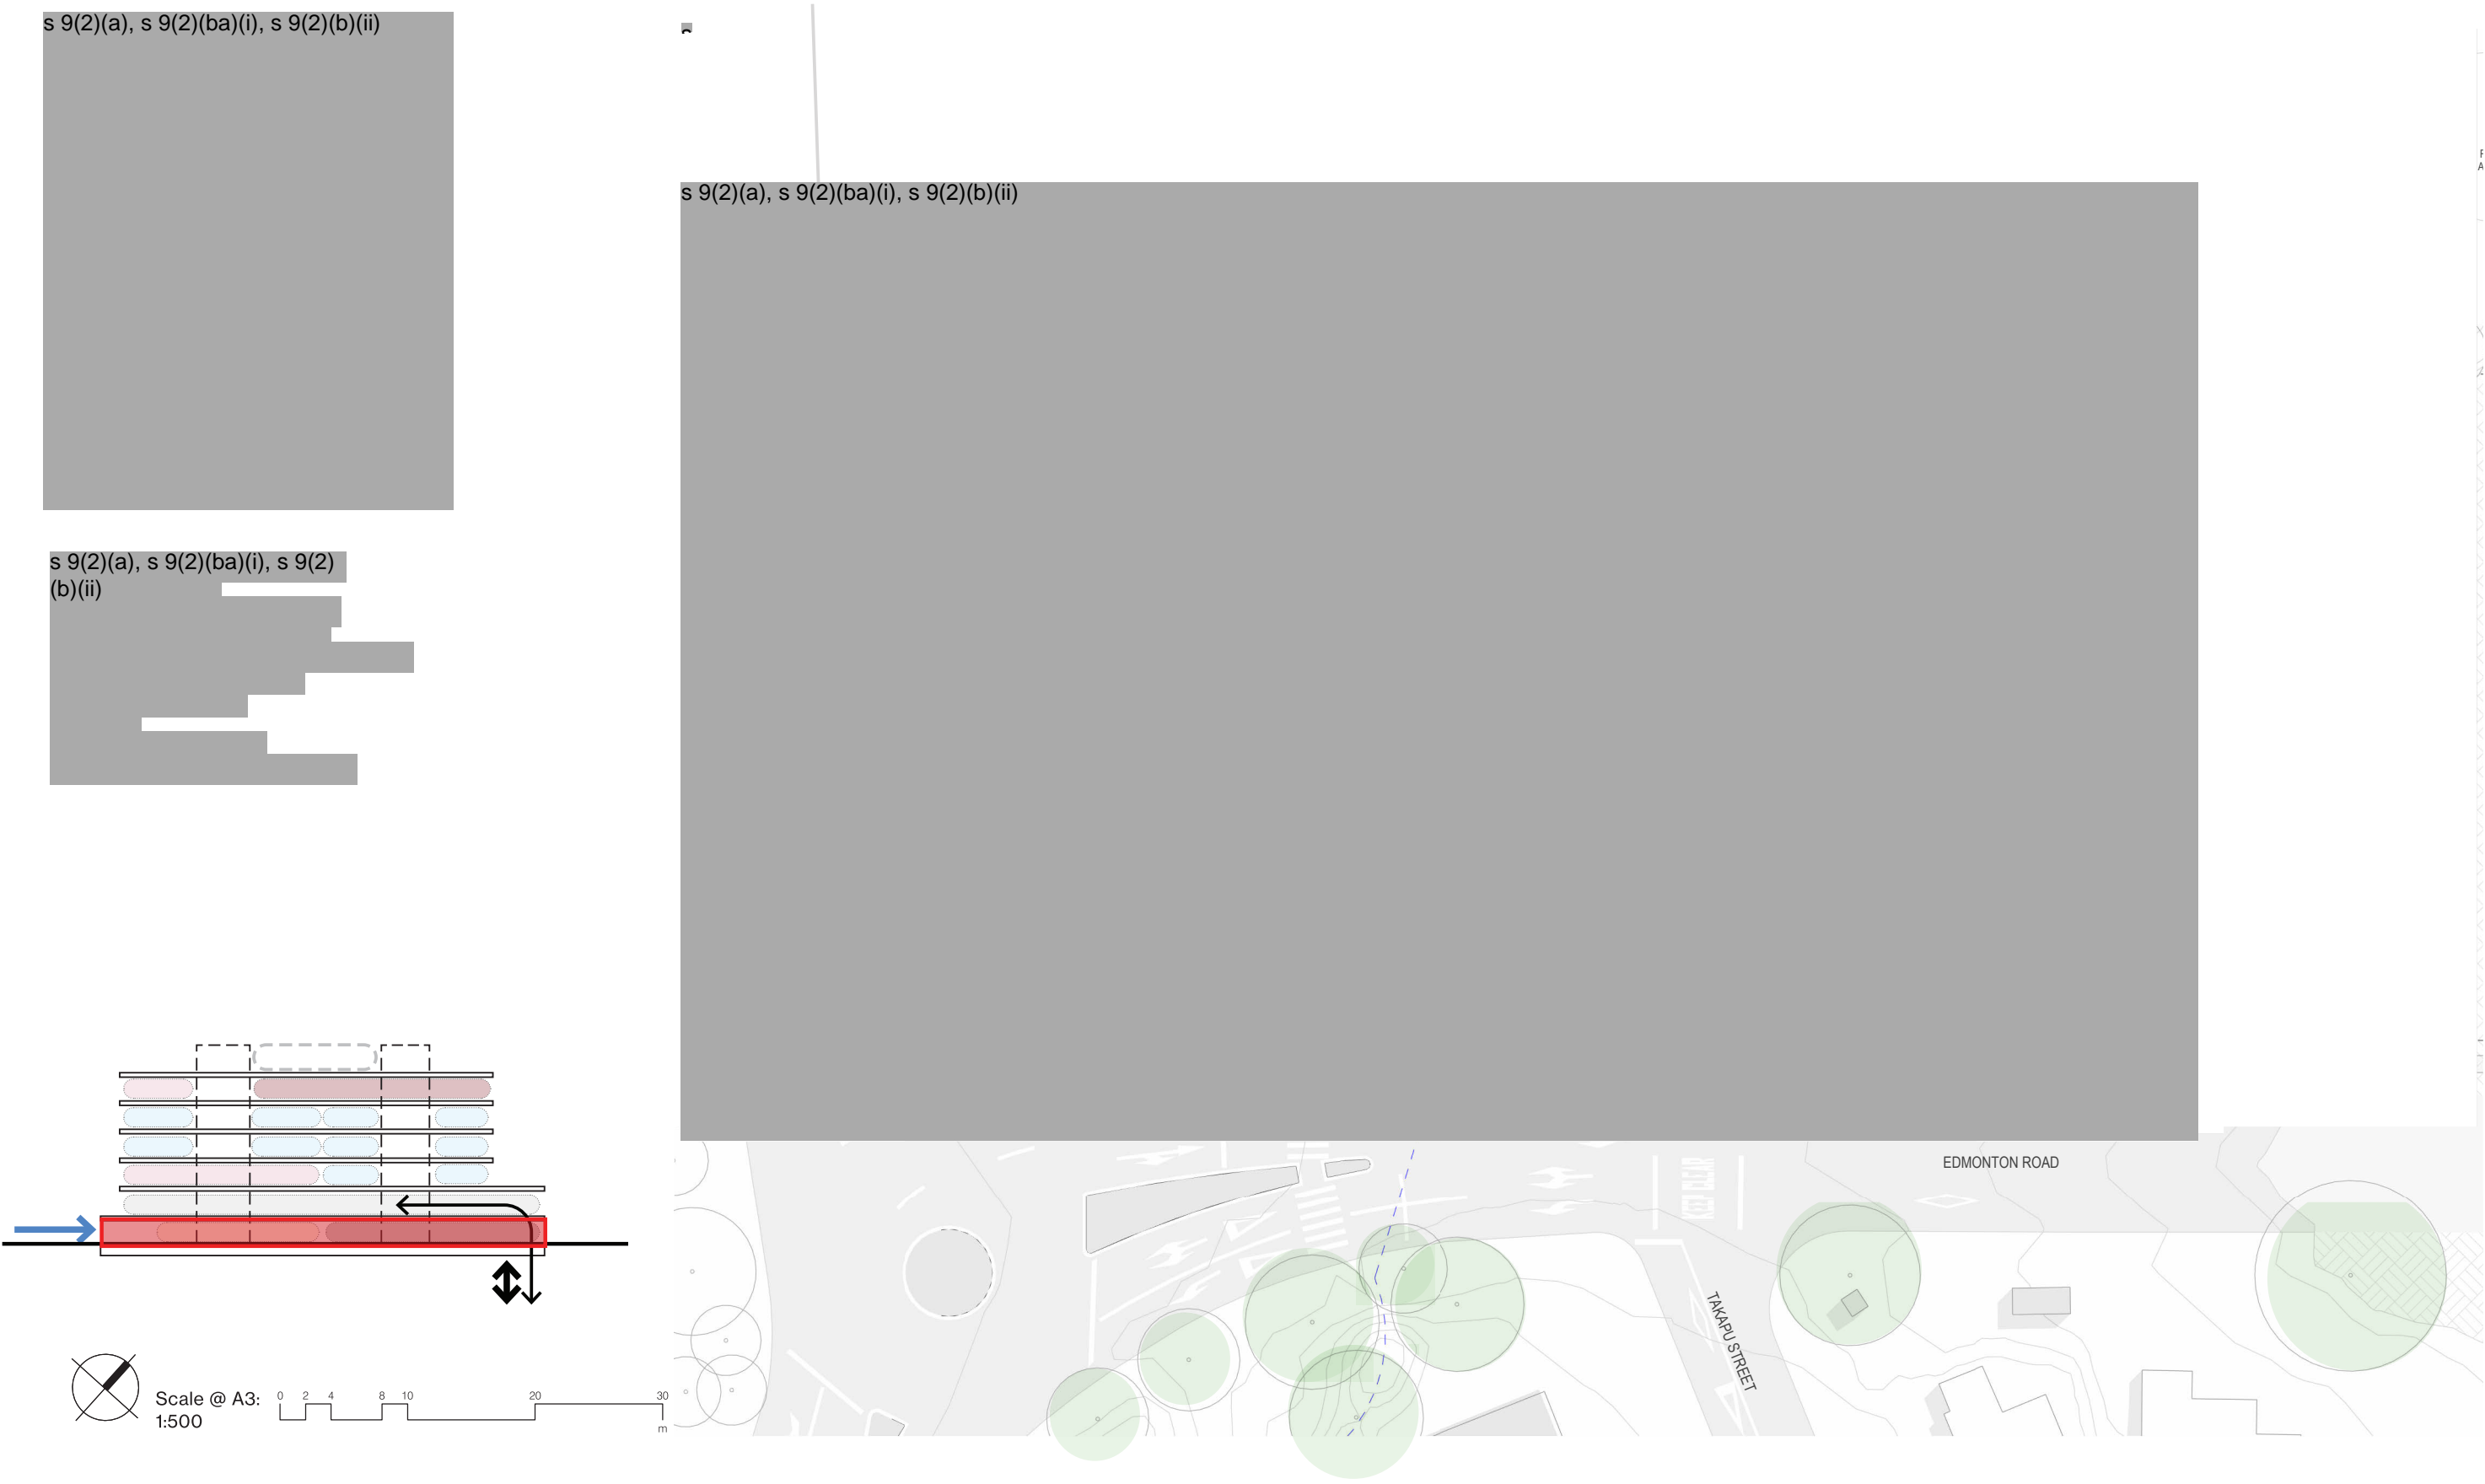 s 9(2)(a), s 9(2)(ba)(i), s 9(2)(b)(ii)
s 9(2)(a), s 9(2)(ba)(i), s 9(2)(b)(ii)
s 9(2)(a), s 9(2)(ba)(i), s 9(2)
(b)(ii)
EDMONTON ROAD
TAKAPU STREET
Scale @ A3:
1:500
0 2 4 8 10 20 30
m